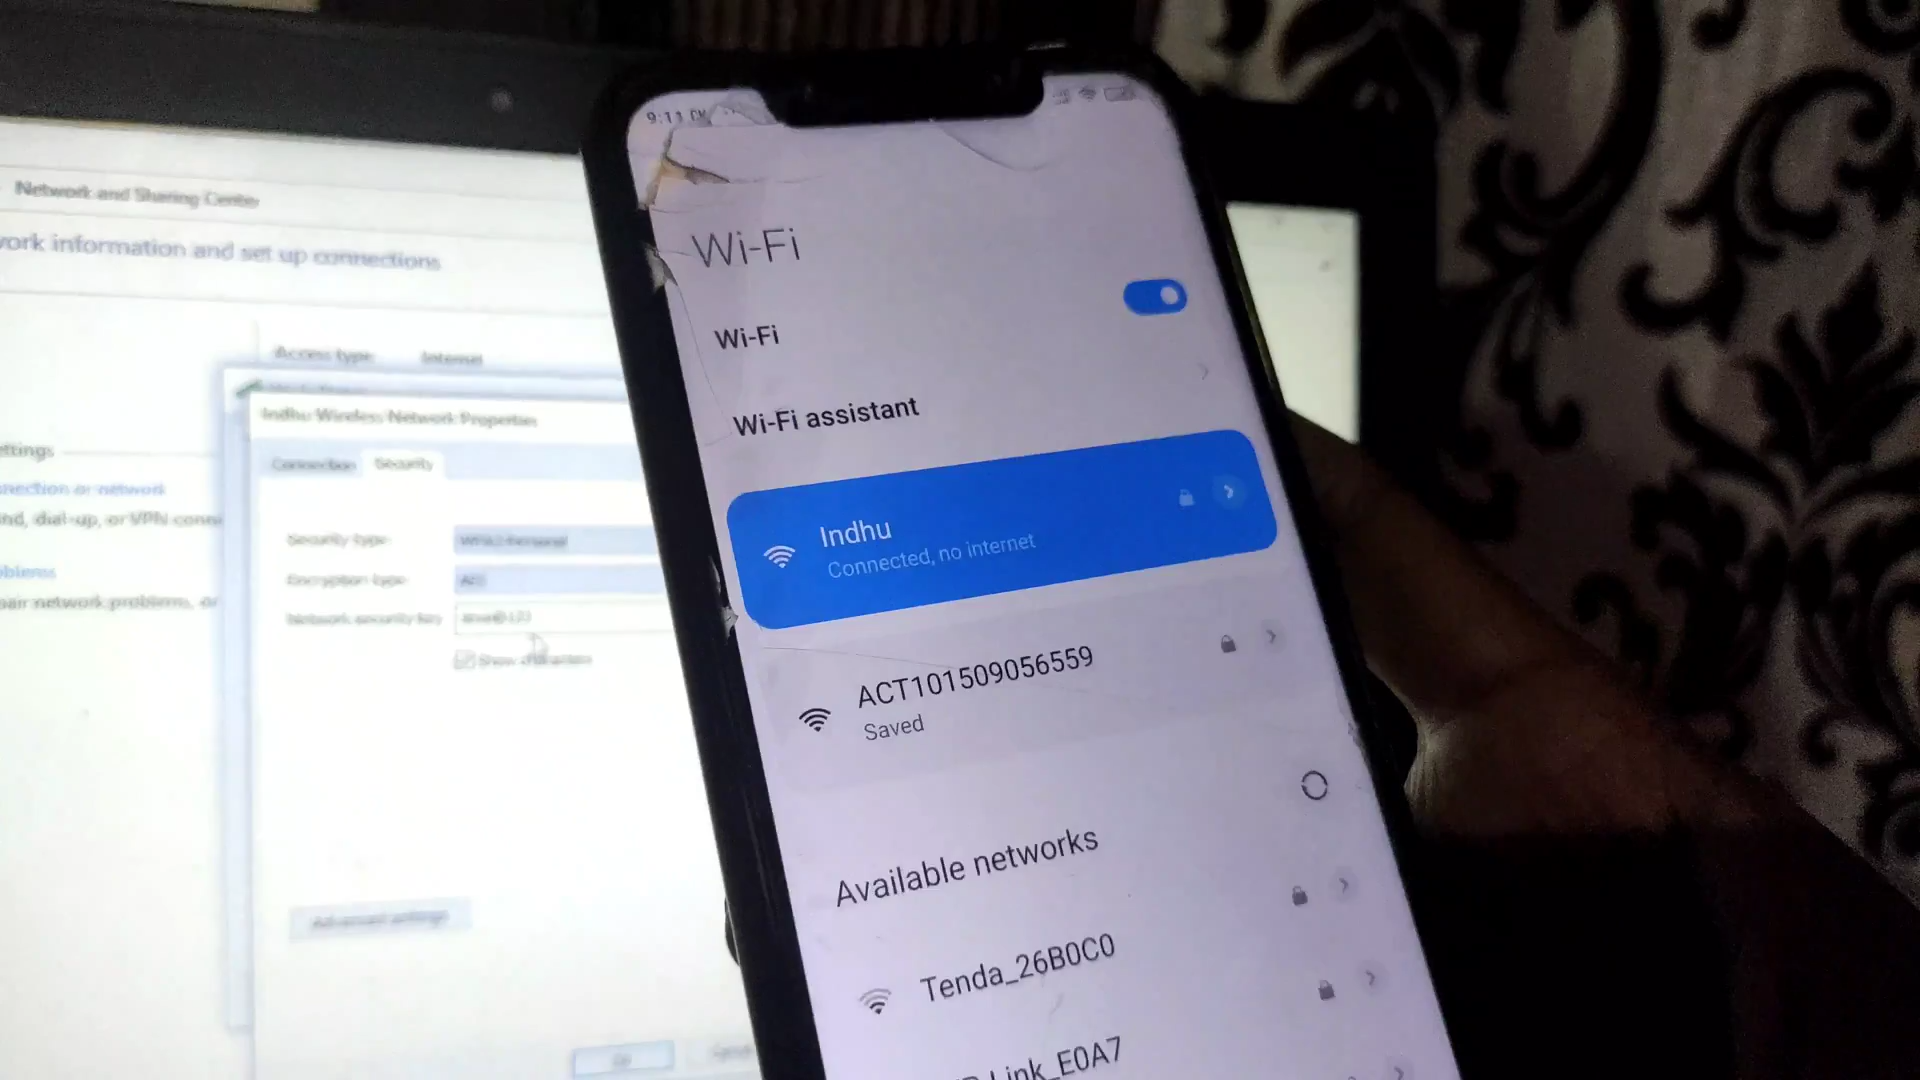 Network and Sharing Center
work information and set up connections
Access type: Internet
Indhu Wireless Network Properties
ettings
Connection
Security
nnection or network
and, dial-up, or VPN conn
Security type:
WPA2-Personal
Encryption type:
AES
oblems
air network problems, or
Network security key
Show characters
Advanced settings
9:11
Wi-Fi
Wi-Fi
Wi-Fi assistant
Indhu
Connected, no internet
ACT101509056559
Saved
Available networks
Tenda_26B0C0
Link_E0A7